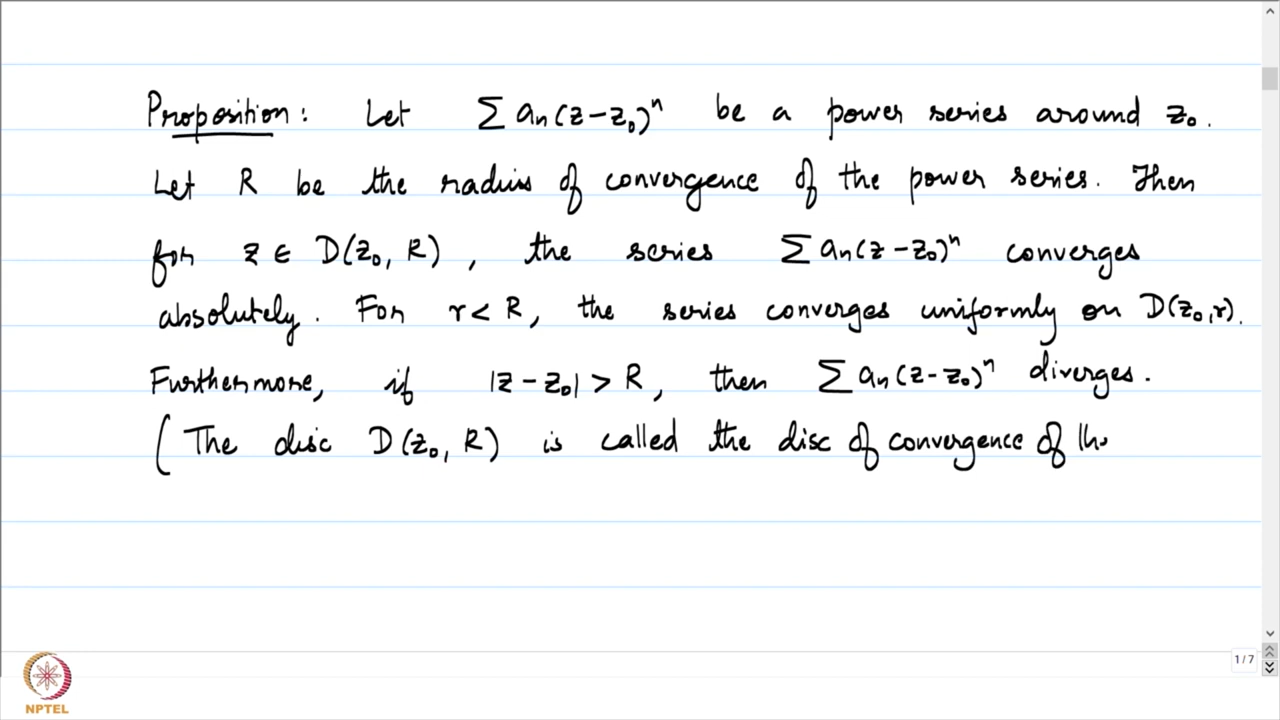 Proposition: Let ∑ aₙ(z-z₀)ⁿ be a power series around z₀.
Let R be the radius of convergence of the power series. Then
for z ∈ D(z₀, R), the series ∑ aₙ(z-z₀)ⁿ converges
absolutely. For r < R, the series converges uniformly on D(z₀,r).
Furthermore, if |z-z₀| > R, then ∑ aₙ(z-z₀)ⁿ diverges.
(The disc D(z₀, R) is called the disc of convergence of
1/7
NPTEL